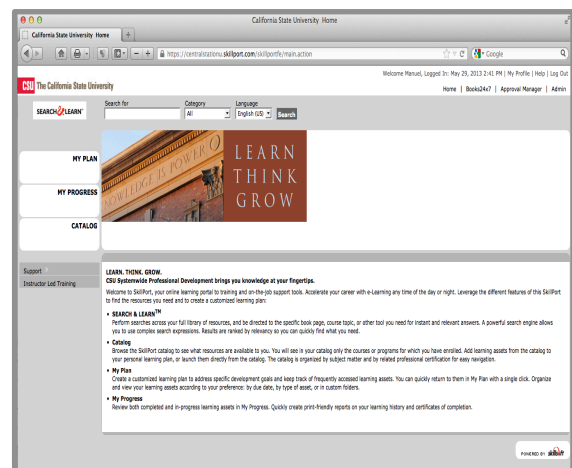 California State University Home
California State University Home
https://centralstationu.skillport.com/skillportfe/main.action
Google
Welcome Manuel, Logged In: May 29, 2013 2:41 PM | My Profile | Help | Log Out
CSU The California State University
Home | Books24x7 | Approval Manager | Admin
SEARCH & LEARN™
Search for Category Language
All English (US) Search
MY PLAN
MY PROGRESS
CATALOG
KNOWLEDGE IS POWER
LEARN
THINK
GROW
Support
Instructor Led Training
LEARN. THINK. GROW.
CSU Systemwide Professional Development brings you knowledge at your fingertips.
Welcome to SkillPort, your online learning portal to training and on-the-job support tools. Accelerate your career with e-Learning any time of the day or night. Leverage the different features of this SkillPort
to find the resources you need and to create a customized learning plan:
• SEARCH & LEARN™
Perform searches across your full library of resources, and be directed to the specific book page, course topic, or other tool you need for instant and relevant answers. A powerful search engine allows
you to use complex search expressions. Results are ranked by relevancy so you can quickly find what you need.
• Catalog
Browse the SkillPort catalog to see what resources are available to you. You will see in your catalog only the courses or programs for which you have enrolled. Add learning assets from the catalog to
your personal learning plan, or launch them directly from the catalog. The catalog is organized by subject matter and by related professional certification for easy navigation.
• My Plan
Create a customized learning plan to address specific development goals and keep track of frequently accessed learning assets. You can quickly return to them in My Plan with a single click. Organize
and view your learning assets according to your preference: by due date, by type of asset, or in custom folders.
• My Progress
Review both completed and in-progress learning assets in My Progress. Quickly create print-friendly reports on your learning history and certificates of completion.
POWERED BY skillsoft